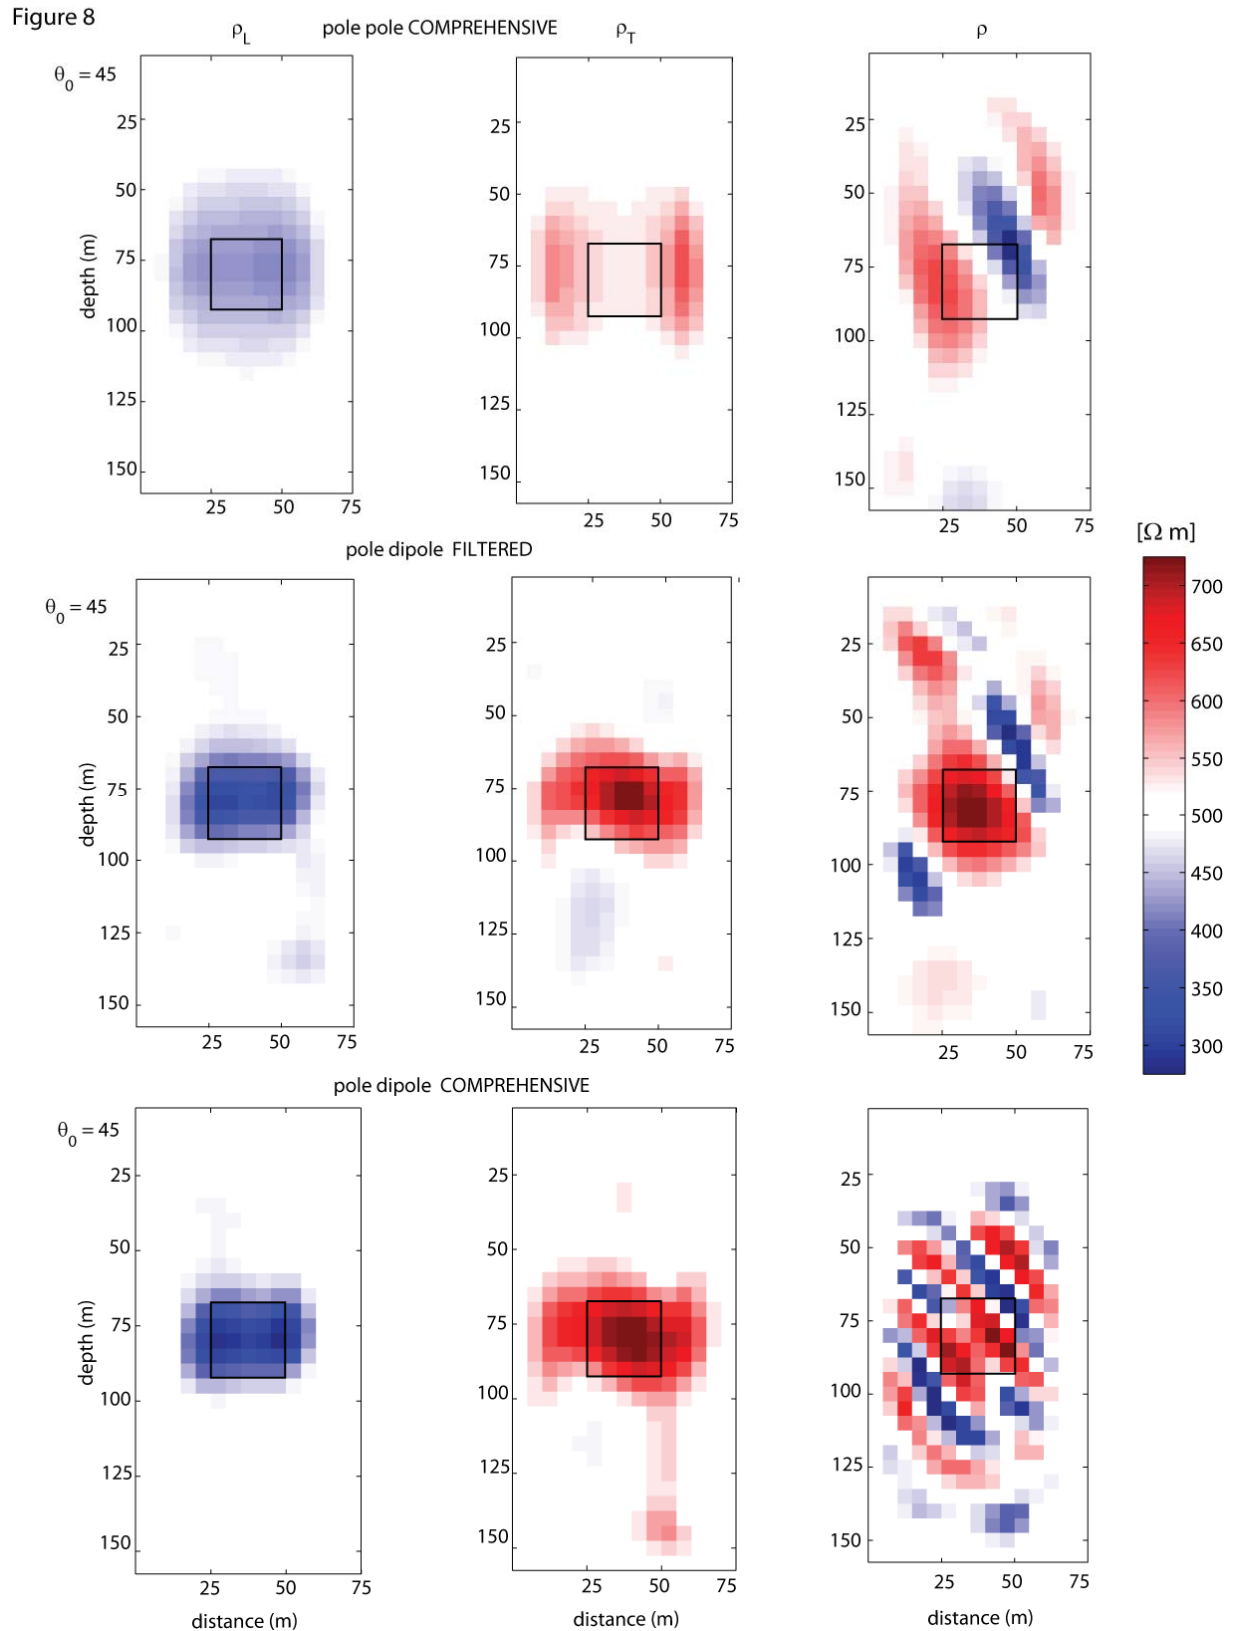 Figure 8
ρL pole pole COMPREHENSIVE ρT ρ
θ0 = 45
25 25 25
50 50 50
75 75 75
100 100 100
125 125 125
150 150 150
depth (m)
25 50 75 25 50 75 25 50 75
pole dipole FILTERED
[Ω m]
θ0 = 45
25 25 25
50 50 50
75 75 75
100 100 100
125 125 125
150 150 150
depth (m)
25 50 75 25 50 75 25 50 75
700
650
600
550
500
450
400
350
300
pole dipole COMPREHENSIVE
θ0 = 45
25 25 25
50 50 50
75 75 75
100 100 100
125 125 125
150 150 150
depth (m)
25 50 75 25 50 75 25 50 75
distance (m) distance (m) distance (m)